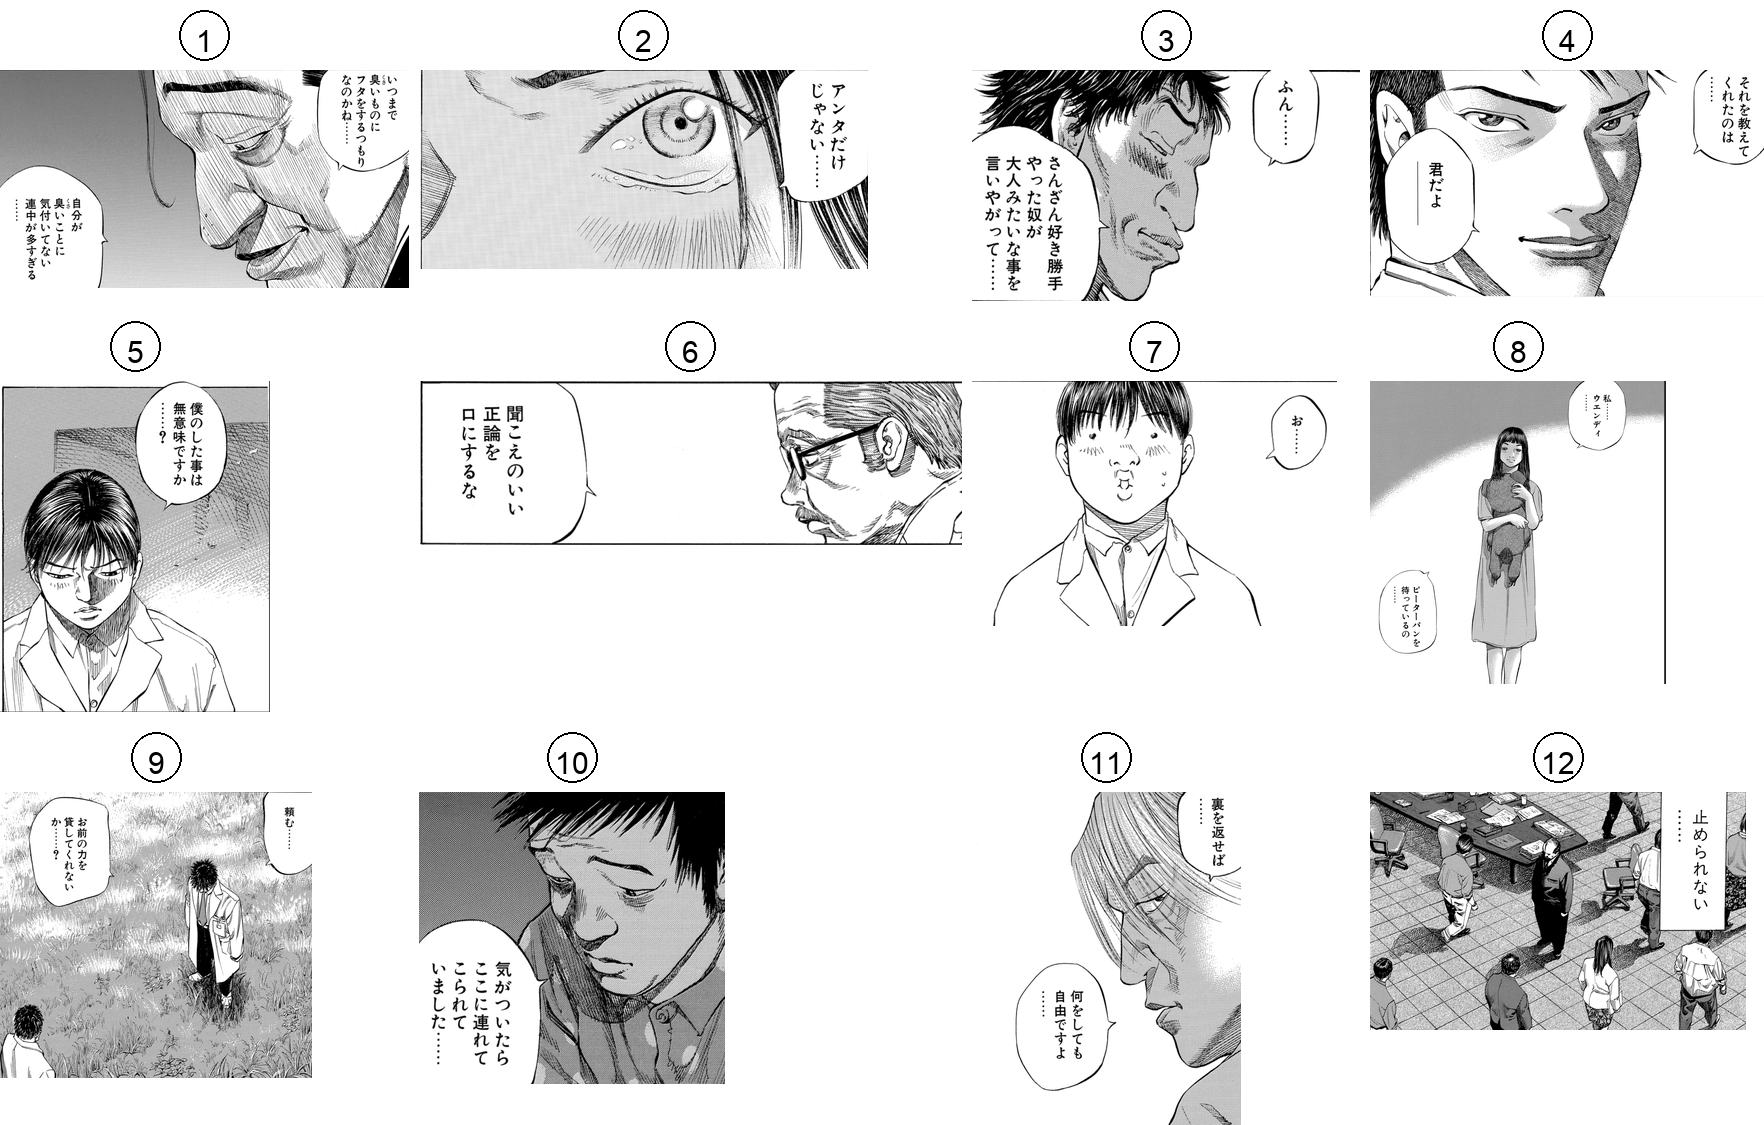 1
いつまで
臭いものに
フタをするつもり
なのかね……
自分が
臭いことに
気付いてない
連中が多すぎる
……
2
アンタだけ
じゃない……
3
ふん……
さんざん好き勝手
やった奴が
大人みたいな事を
言いやがって……
4
それを教えて
くれたのは
……
君だよ
――
5
僕のした事は
無意味ですか
……?
6
聞こえのいい
正論を
口にするな
7
お……
8
私……
ウエンディ
……
ピーターパンを
待っているの
……
9
頼む……
お前の力を
貸してくれない
か……?
10
気がついたら
ここに連れて
こられて
いました……
11
裏を返せば
……
何をしても
自由ですよ
……
12
止められない
……